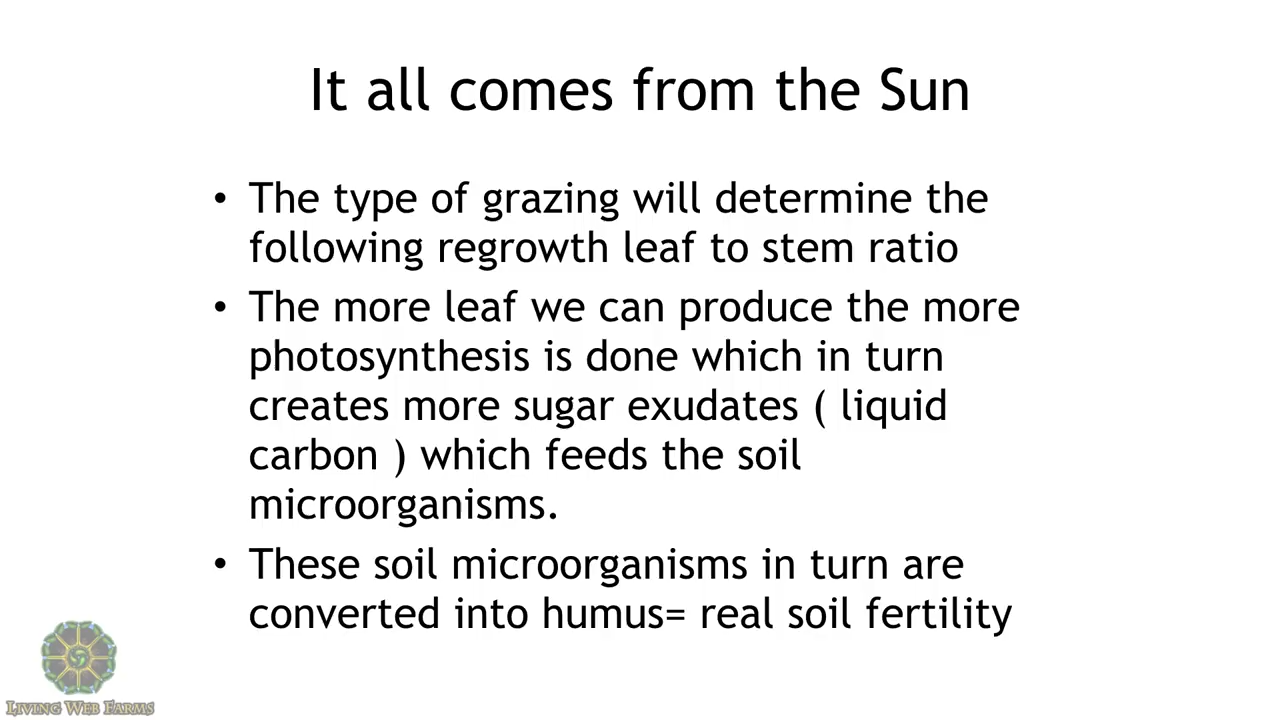 It all comes from the Sun
• The type of grazing will determine the
following regrowth leaf to stem ratio
• The more leaf we can produce the more
photosynthesis is done which in turn
creates more sugar exudates ( liquid
carbon ) which feeds the soil
microorganisms.
• These soil microorganisms in turn are
converted into humus= real soil fertility
Living Web Farms